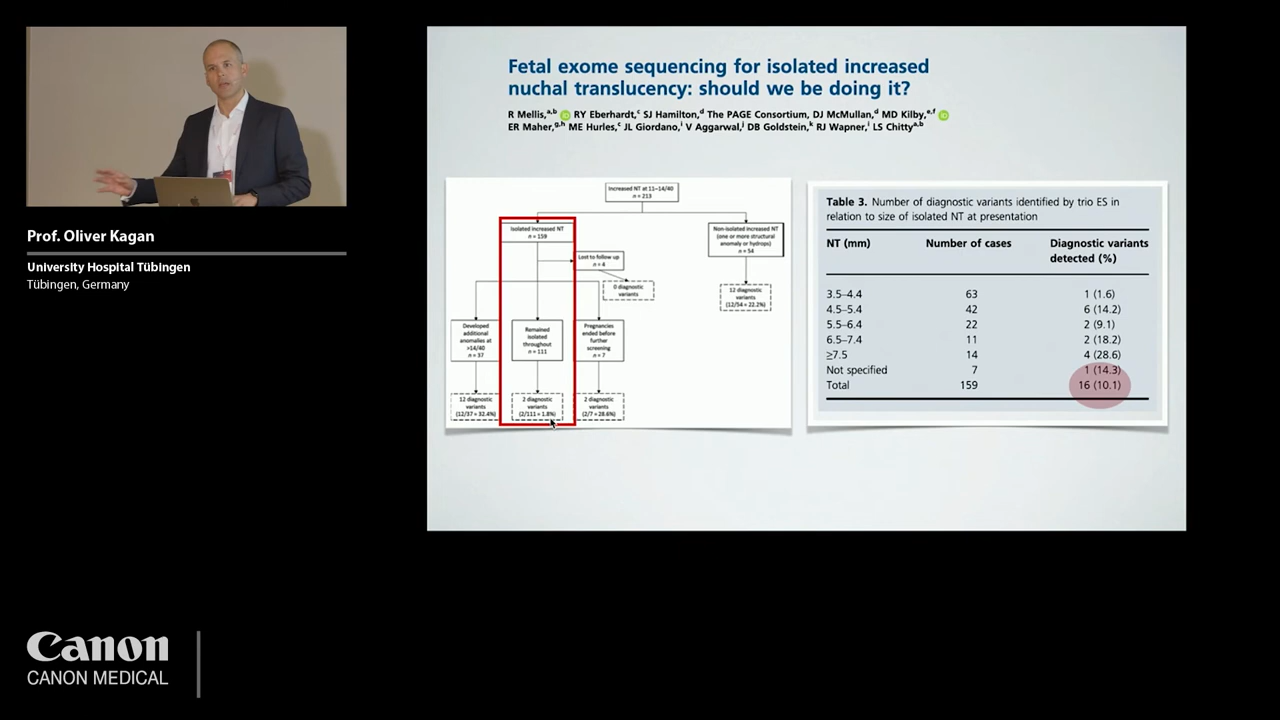 Prof. Oliver Kagan
University Hospital Tübingen
Tübingen, Germany
Canon
CANON MEDICAL
Fetal exome sequencing for isolated increased
nuchal translucency: should we be doing it?
R Mellis,a,b RY Eberhardt,c SJ Hamilton,d The PAGE Consortium, DJ McMullan,d MD Kilby,e,f
ER Maher,g,h ME Hurles,c JL Giordano,i V Aggarwal,j DB Goldstein,k RJ Wapner,i LS Chittya,b
Increased NT at 11–14/40
n = 213
Isolated increased NT
n = 159
Non-isolated increased NT
(one or more structural
anomaly or hydrops)
n = 54
Lost to follow up
n = 4
0 diagnostic
variants
12 diagnostic
variants
(12/54 = 22.2%)
Developed
additional
anomalies at
>14/40
n = 37
Remained
isolated
throughout
n = 111
Pregnancies
ended before
further
screening
n = 7
12 diagnostic
variants
(12/37 = 32.4%)
2 diagnostic
variants
(2/111 = 1.8%)
2 diagnostic
variants
(2/7 = 28.6%)
Table 3. Number of diagnostic variants identified by trio ES in
relation to size of isolated NT at presentation
NT (mm) Number of cases Diagnostic variants
detected (%)
3.5–4.4 63 1 (1.6)
4.5–5.4 42 6 (14.2)
5.5–6.4 22 2 (9.1)
6.5–7.4 11 2 (18.2)
≥7.5 14 4 (28.6)
Not specified 7 1 (14.3)
Total 159 16 (10.1)